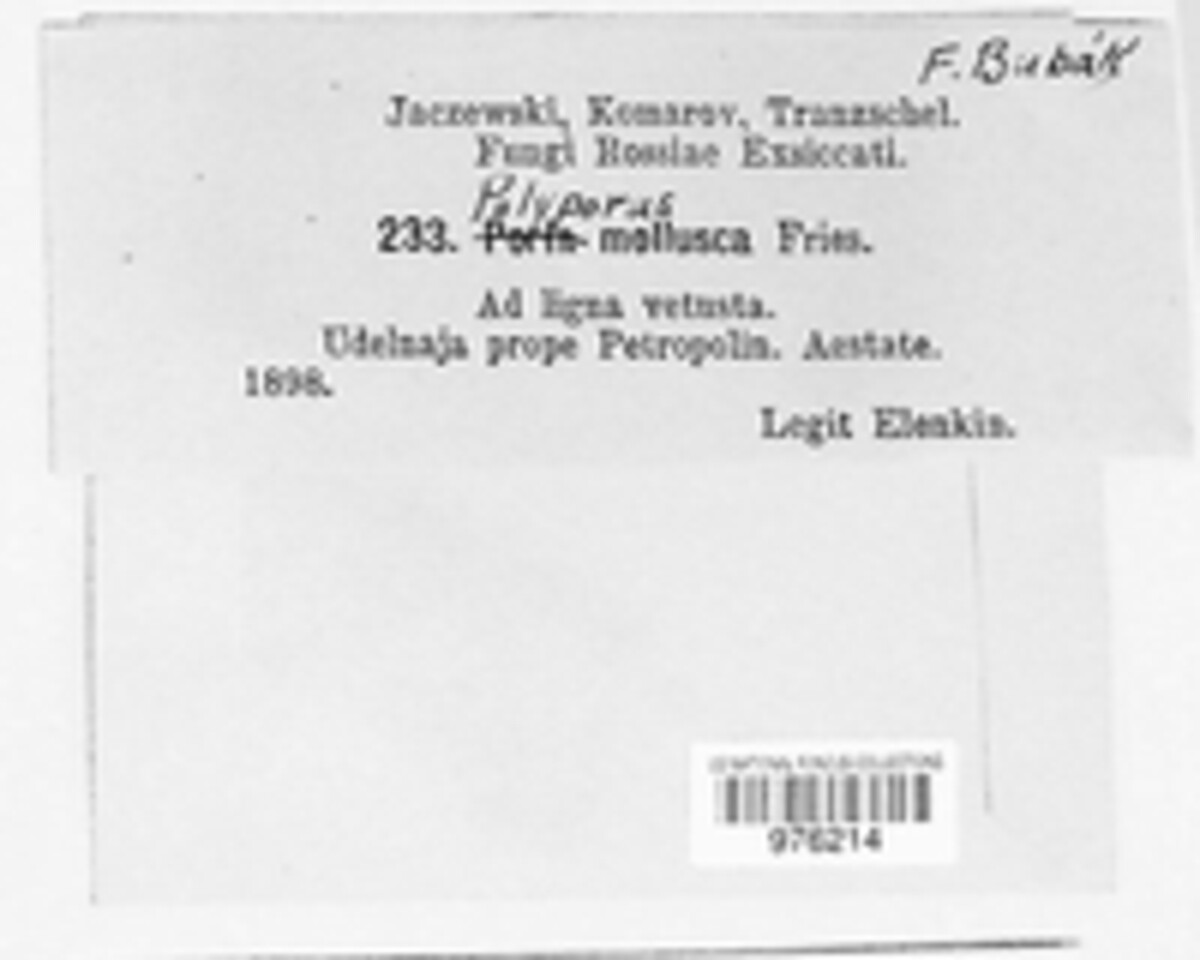 F. Bubák
Jaczewski, Komarov, Tranzschel.
Fungi Rossiae Exsiccati.
Polyporus
233. Poria mollusca Fries.
Ad ligna vetusta.
Udelnaja prope Petropolin. Aestate.
1898.
Legit Elenkin.
976214